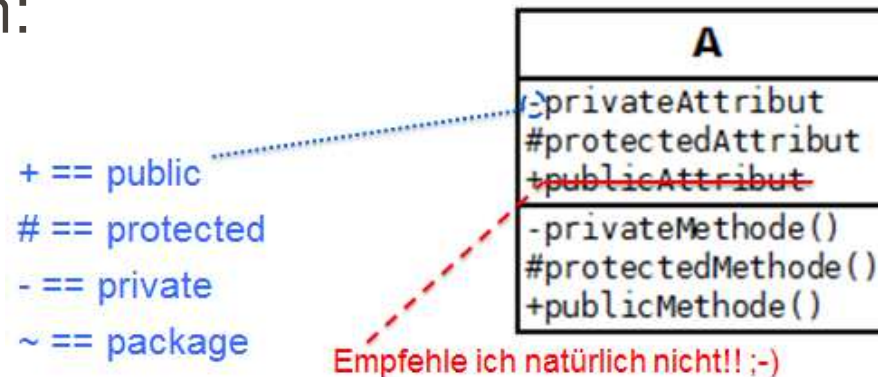 n:
+ == public
# == protected
- == private
~ == package
A
-privateAttribut
#protectedAttribut
+publicAttribut
-privateMethode()
#protectedMethode()
+publicMethode()
Empfehle ich natürlich nicht!! ;-)